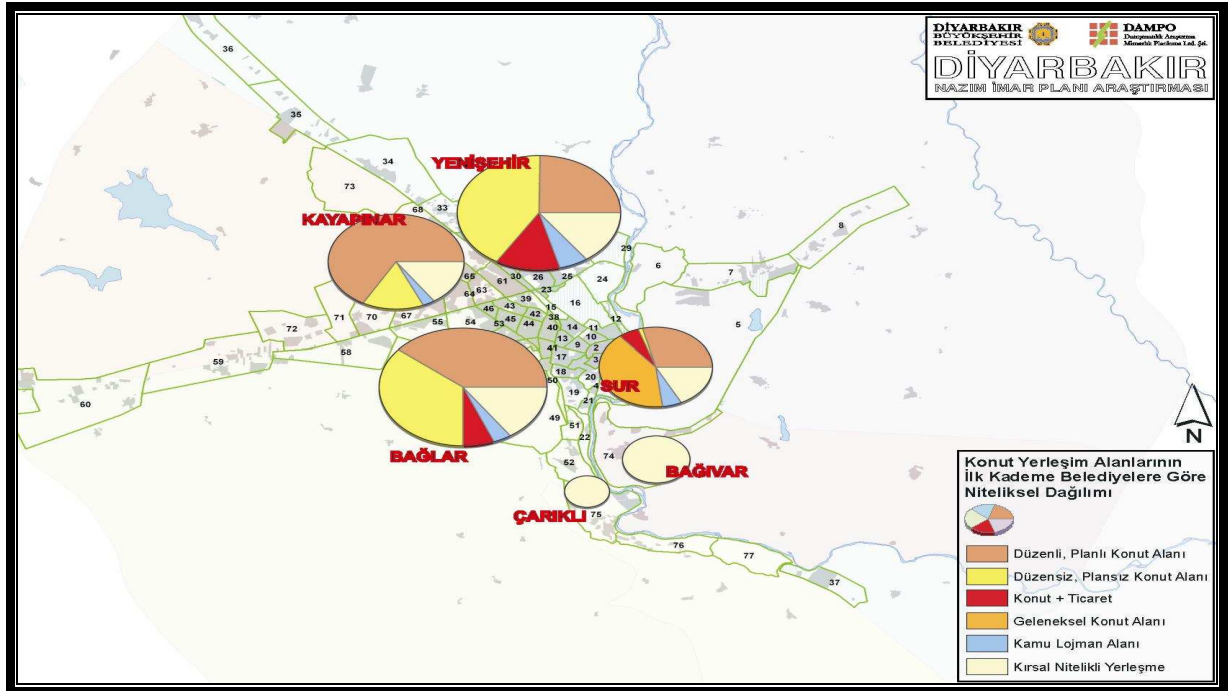 DİYARBAKIR
BÜYÜKŞEHİR
BELEDİYESİ
DAMPO
DİYARBAKIR
NAZIM İMAR PLANI ARAŞTIRMASI
36
35
34
73
YENİŞEHİR
68 33
KAYAPINAR
8
29
6
7
65 61 30 26 25 24
64 63 23
39 16 5
46 43 42 15 12
71 70 67 55 54 53 45 44 38 40 14 11
72 13 9 10 2
58 41 17 3
59
18 20
50 4
60 19 21
SUR
49 51
22
BAĞLAR
52 74
BAĞIVAR
ÇARIKLI
75
76
77
37
N
Konut Yerleşim Alanlarının
İlk Kademe Belediyelere Göre
Niteliksel Dağılımı
Düzenli, Planlı Konut Alanı
Düzensiz, Plansız Konut Alanı
Konut + Ticaret
Geleneksel Konut Alanı
Kamu Lojman Alanı
Kırsal Nitelikli Yerleşme